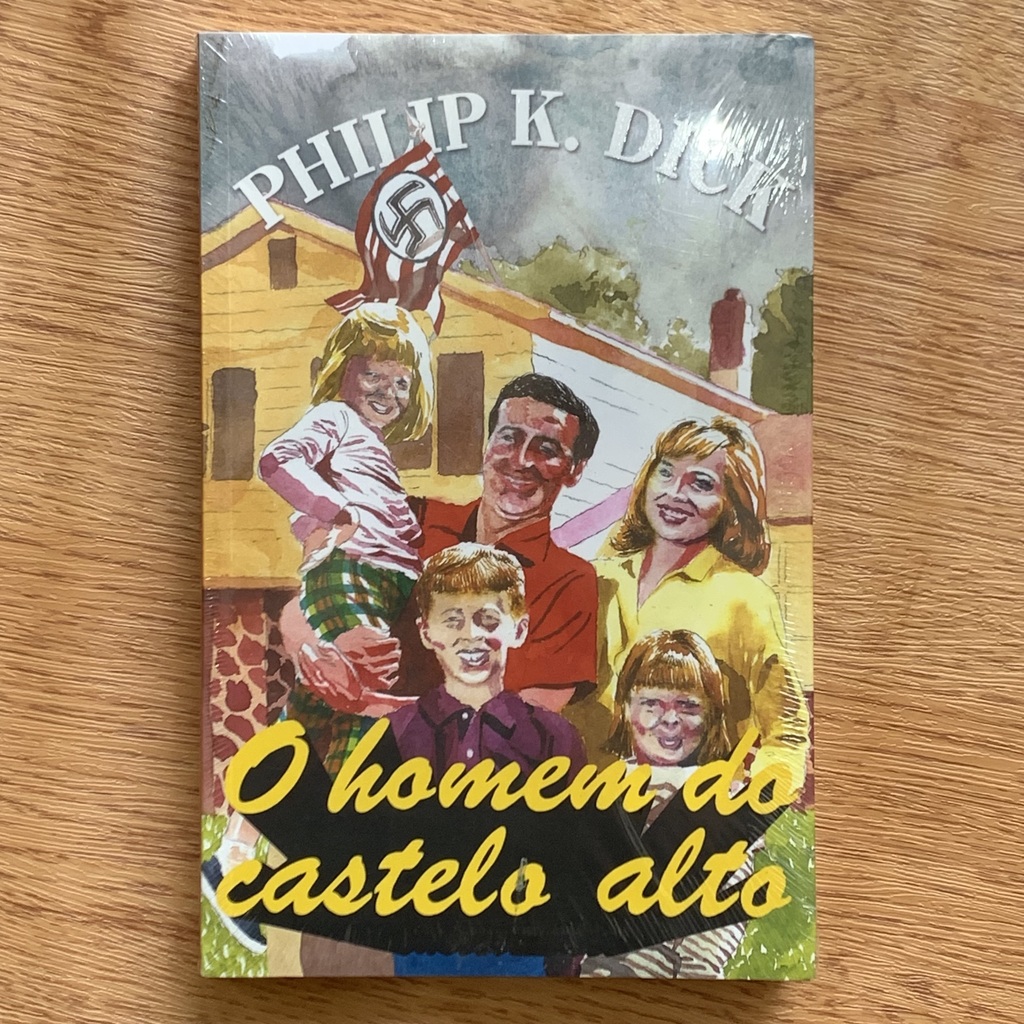 PHILIP K. DICK
O homem do
castelo alto